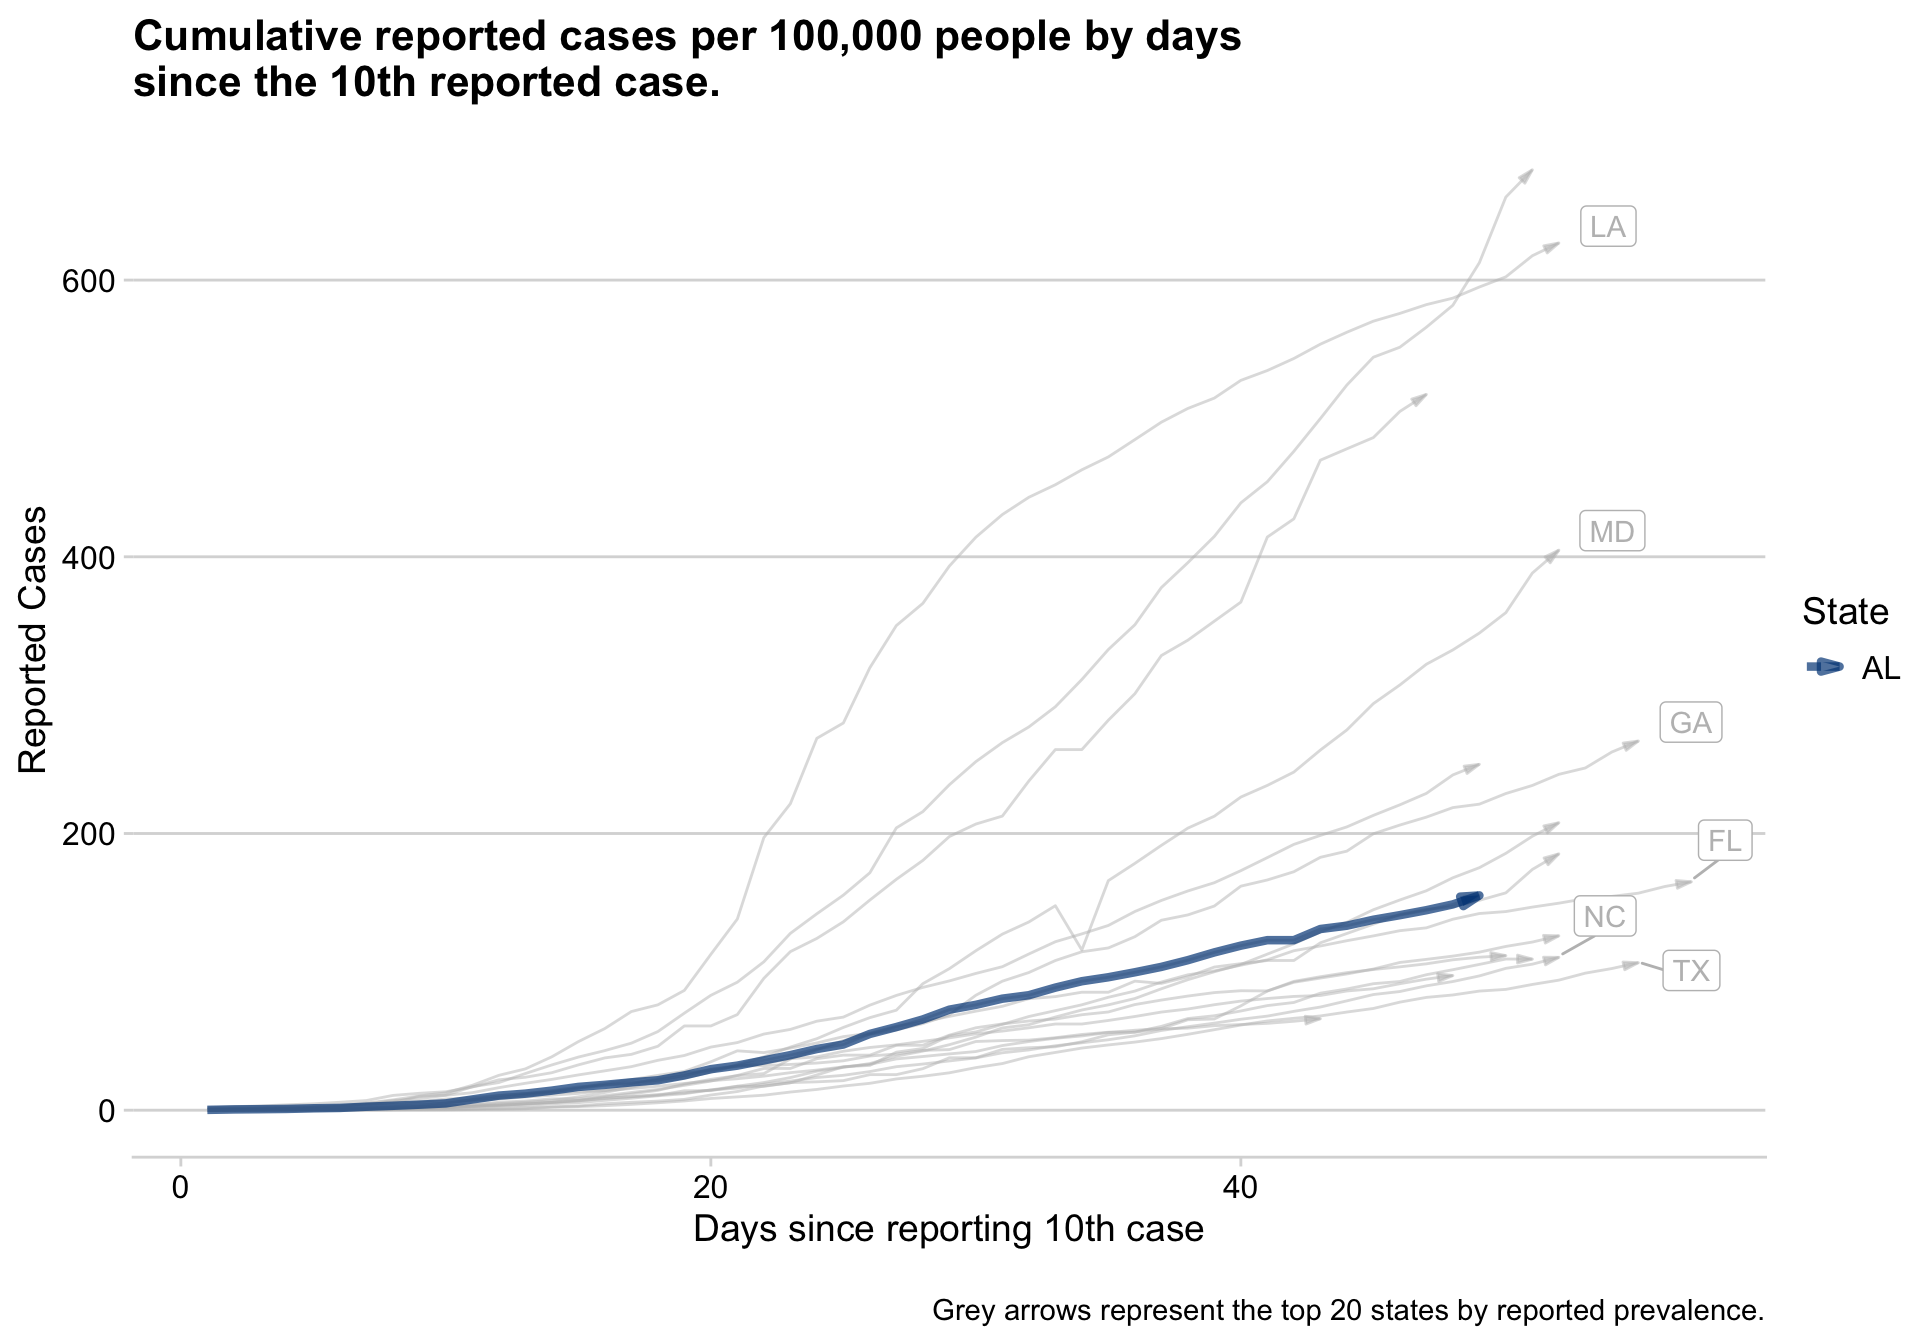 Cumulative reported cases per 100,000 people by days
since the 10th reported case.
LA
600
MD
400
Reported Cases
State
AL
GA
200
FL
NC
TX
0
0 20 40
Days since reporting 10th case
Grey arrows represent the top 20 states by reported prevalence.